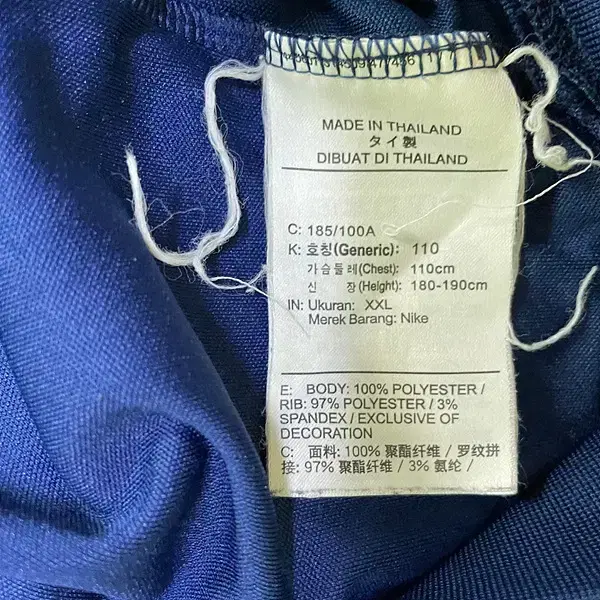 MADE IN THAILAND
タイ製
DIBUAT DI THAILAND
C: 185/100A
K: 호칭(Generic): 110
가슴둘레(Chest): 110cm
신 장(Height): 180-190cm
IN: Ukuran: XXL
Merek Barang: Nike
E: BODY: 100% POLYESTER /
RIB: 97% POLYESTER / 3%
SPANDEX / EXCLUSIVE OF
DECORATION
C: 面料: 100% 聚酯纤维 / 罗纹拼
接: 97% 聚酯纤维 / 3% 氨纶 /